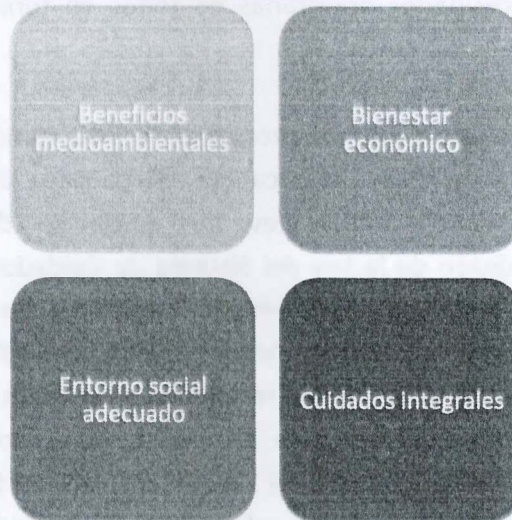 Beneficios
medioambientales
Bienestar
económico
Entorno social
adecuado
Cuidados integrales